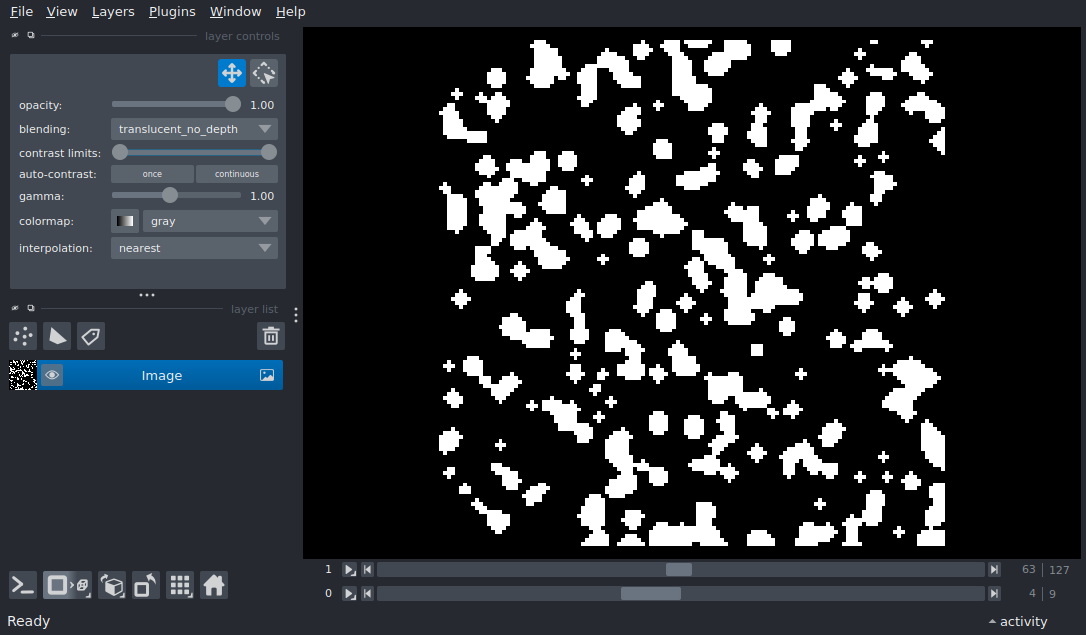 File View Layers Plugins Window Help
layer controls
opacity: 1.00
blending: translucent_no_depth
contrast limits:
auto-contrast: once continuous
gamma: 1.00
colormap: gray
interpolation: nearest
layer list
Image
1 63 127
0 4 9
Ready activity